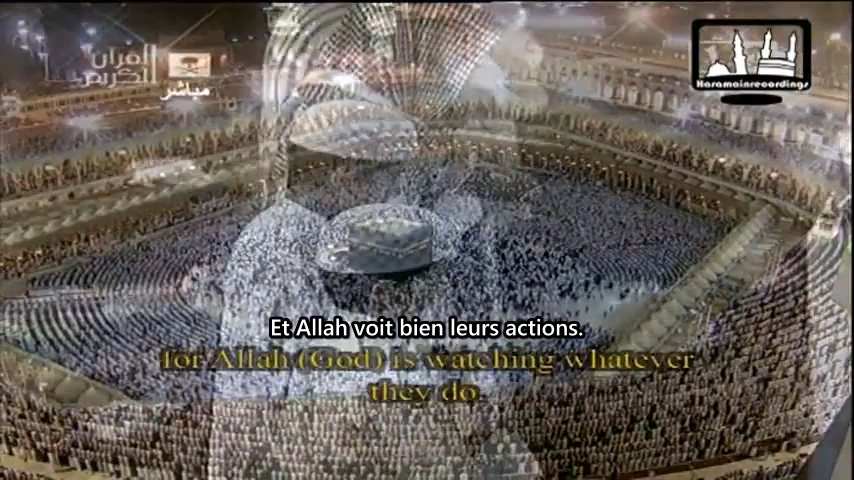 القرآن
الكريم
مباشر
Haramainrecordings
Et Allah voit bien leurs actions.
for Allah (God) is watching whatever
they do.